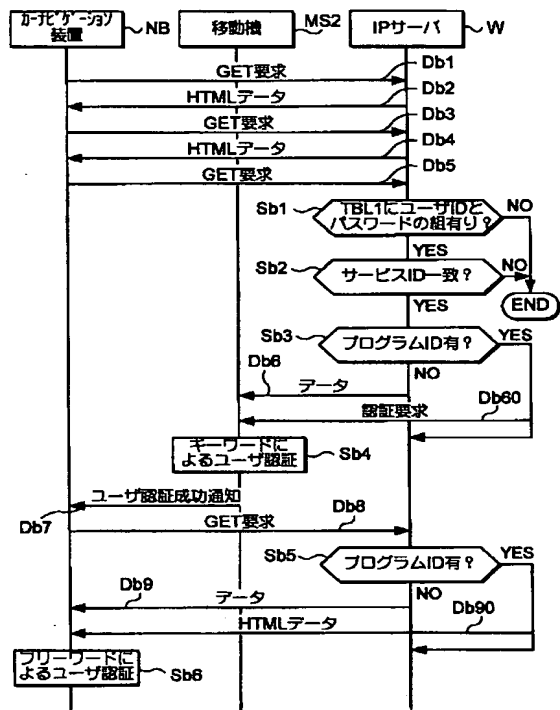 カーナビゲーション
装置
NB
移動機
MS2
IPサーバ
W
GET要求
Db1
HTMLデータ
Db2
GET要求
Db3
HTMLデータ
Db4
GET要求
Db5
Sb1
TBL1にユーザIDと
パスワードの組有り?
NO
YES
Sb2
サービスID一致?
NO
YES
END
Sb3
プログラムID有?
YES
NO
Db6
データ
認証要求
Db60
キーワードに
よるユーザ認証
Sb4
ユーザ認証成功通知
Db7
GET要求
Db8
Sb5
プログラムID有?
YES
NO
Db9
データ
HTMLデータ
Db90
フリーワードに
よるユーザ認証
Sb6